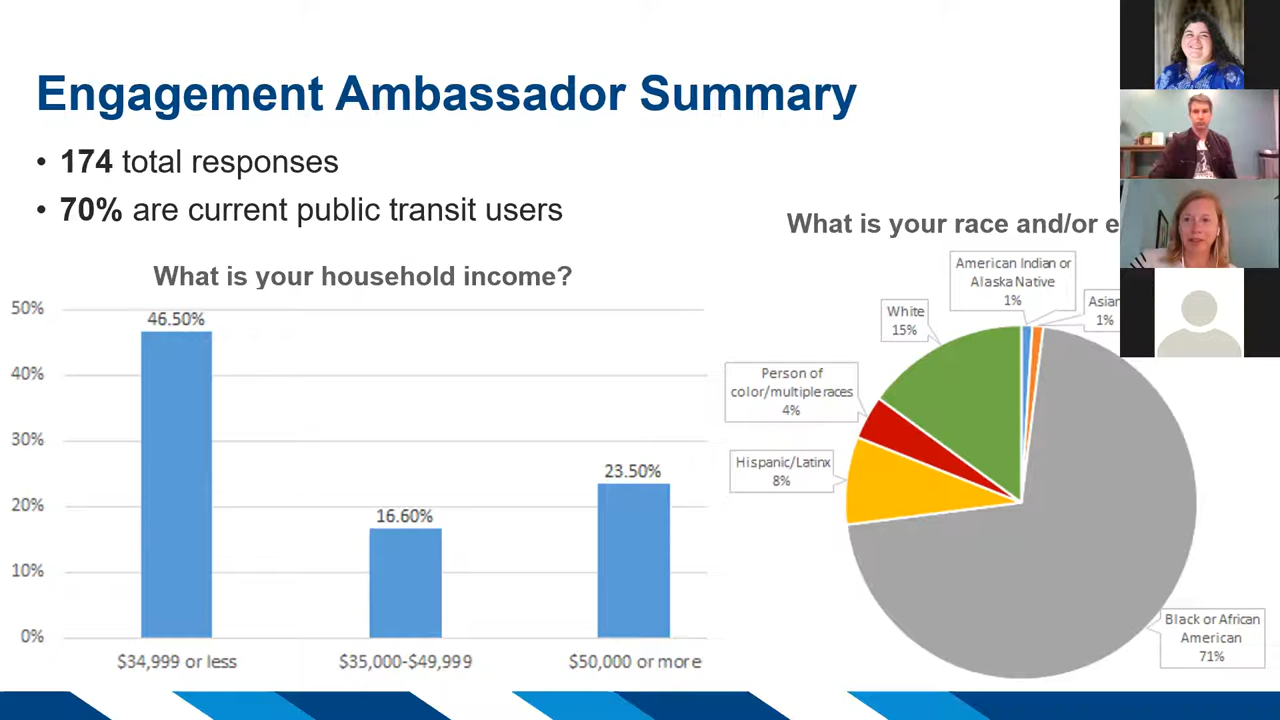 Engagement Ambassador Summary
• 174 total responses
• 70% are current public transit users
What is your household income?
50%
40%
30%
20%
10%
0%
46.50%
16.60%
23.50%
$34,999 or less
$35,000-$49,999
$50,000 or more
What is your race and/or e
American Indian or
Alaska Native
1%
Asian
1%
White
15%
Person of
color/multiple races
4%
Hispanic/Latinx
8%
Black or African
American
71%